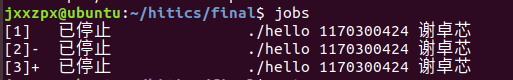 jxxzpx@ubuntu:~/hitics/final$ jobs
[1]   已停止               ./hello 1170300424 谢卓芯
[2]-  已停止               ./hello 1170300424 谢卓芯
[3]+  已停止               ./hello 1170300424 谢卓芯